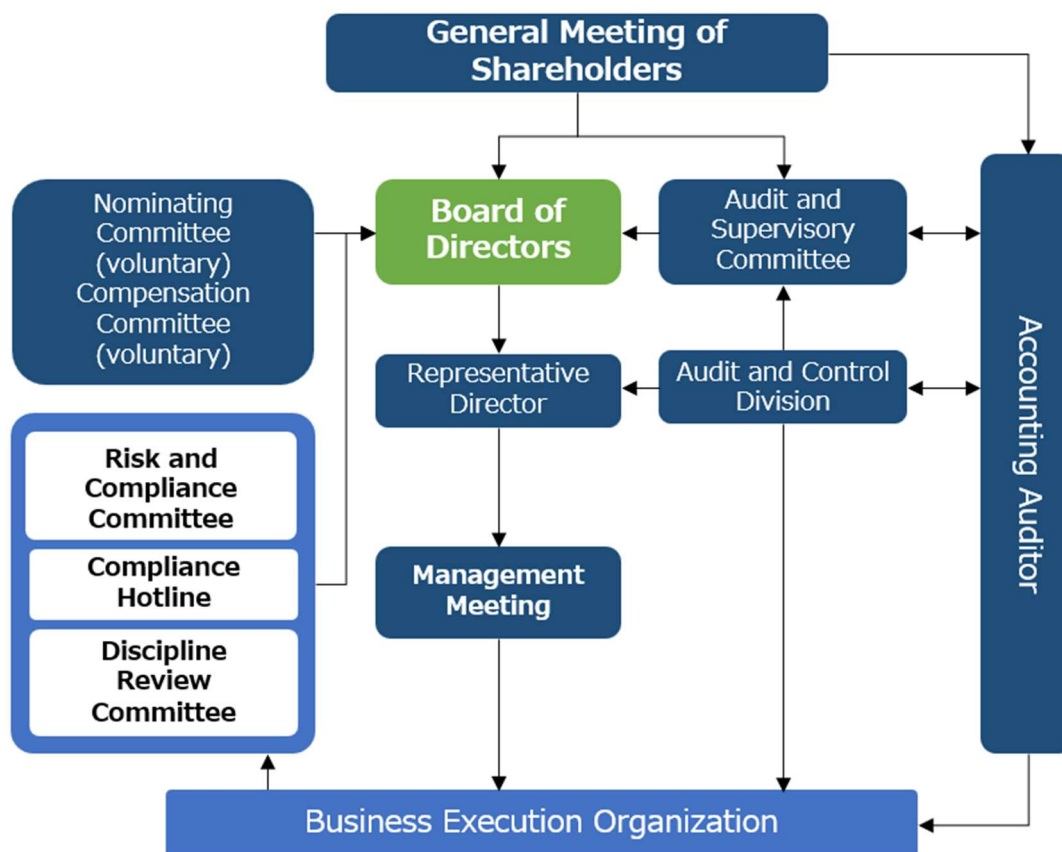 General Meeting of
Shareholders
Nominating
Committee
(voluntary)
Compensation
Committee
(voluntary)
Board of
Directors
Audit and
Supervisory
Committee
Representative
Director
Audit and Control
Division
Accounting Auditor
Risk and
Compliance
Committee
Compliance
Hotline
Discipline
Review
Committee
Management
Meeting
Business Execution Organization